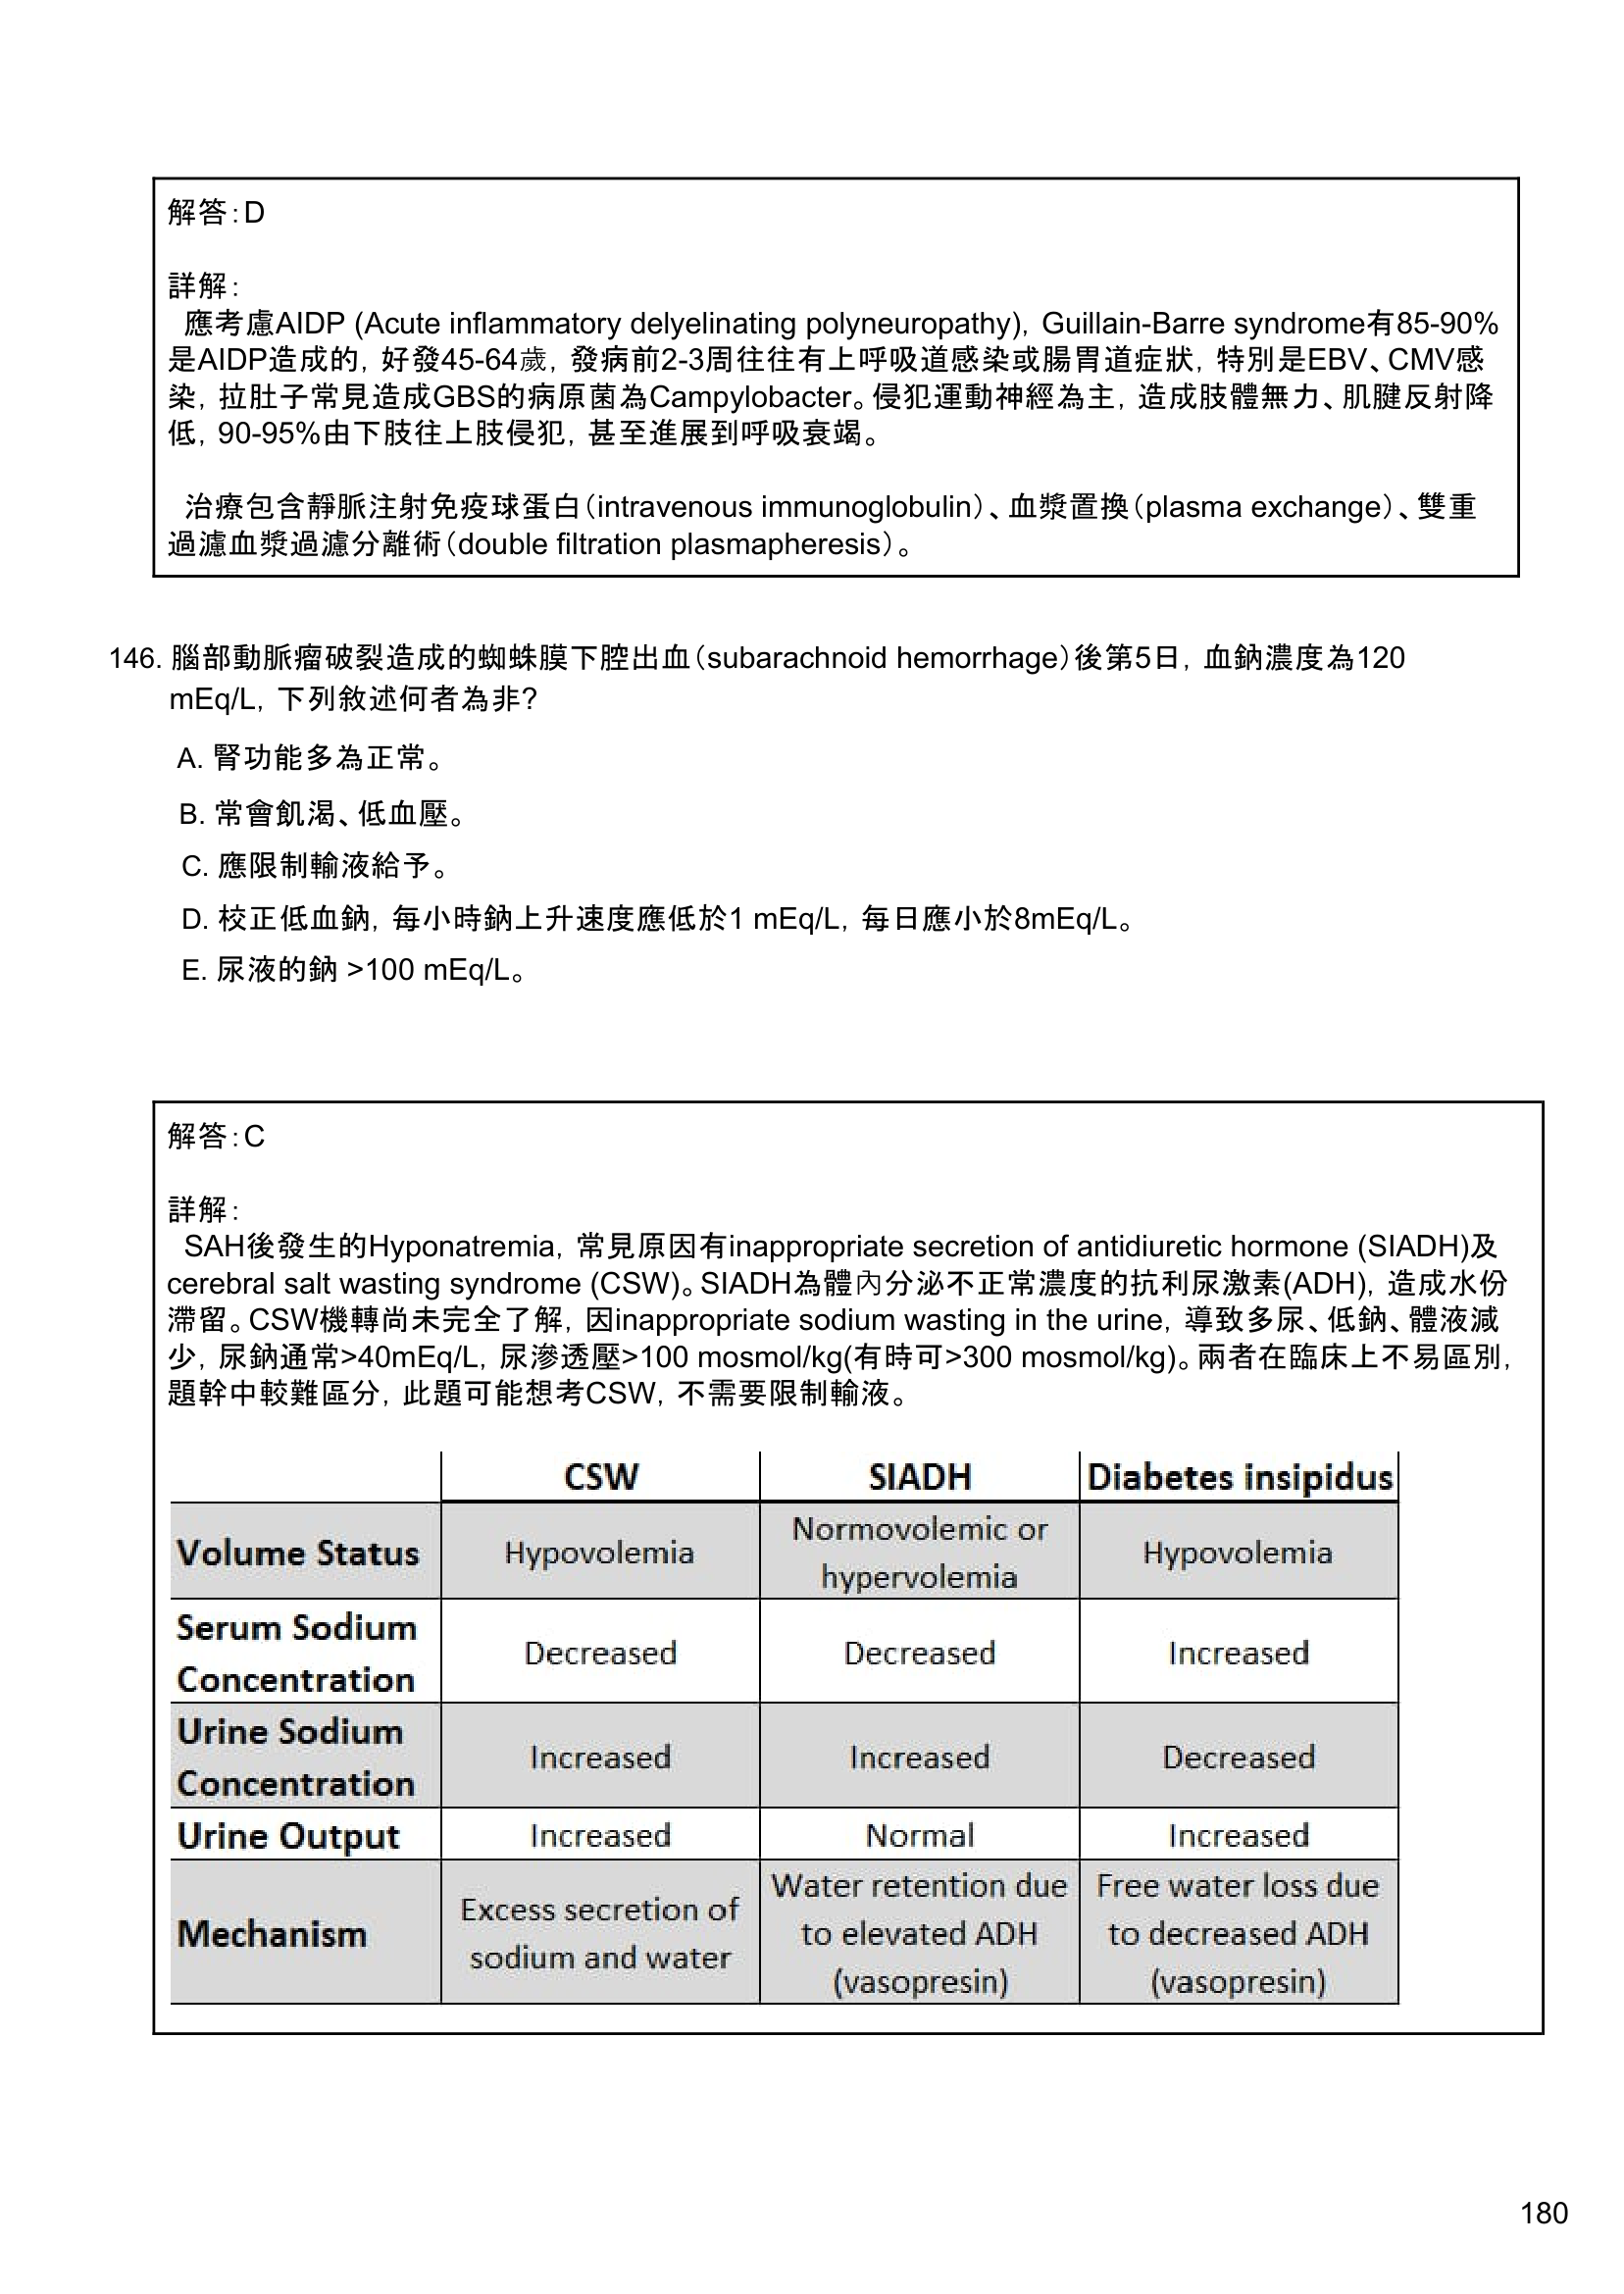 解答：D
詳解：
應考慮AIDP (Acute inflammatory delyelinating polyneuropathy)，Guillain-Barre syndrome有85-90%
是AIDP造成的，好發45-64歲，發病前2-3周往往有上呼吸道感染或腸胃道症狀，特別是EBV、CMV感
染，拉肚子常見造成GBS的病原菌為Campylobacter。侵犯運動神經為主，造成肢體無力、肌腱反射降
低，90-95%由下肢往上肢侵犯，甚至進展到呼吸衰竭。
治療包含靜脈注射免疫球蛋白（intravenous immunoglobulin）、血漿置換（plasma exchange）、雙重
過濾血漿過濾分離術（double filtration plasmapheresis）。
146. 腦部動脈瘤破裂造成的蜘蛛膜下腔出血（subarachnoid hemorrhage）後第5日，血鈉濃度為120
mEq/L，下列敘述何者為非？
A. 腎功能多為正常。
B. 常會飢渴、低血壓。
C. 應限制輸液給予。
D. 校正低血鈉，每小時鈉上升速度應低於1 mEq/L，每日應小於8mEq/L。
E. 尿液的鈉 >100 mEq/L。
解答：C
詳解：
SAH後發生的Hyponatremia，常見原因有inappropriate secretion of antidiuretic hormone (SIADH)及
cerebral salt wasting syndrome (CSW)。SIADH為體內分泌不正常濃度的抗利尿激素(ADH)，造成水份
滯留。CSW機轉尚未完全了解，因inappropriate sodium wasting in the urine，導致多尿、低鈉、體液減
少，尿鈉通常>40mEq/L，尿滲透壓>100 mosmol/kg(有時可>300 mosmol/kg)。兩者在臨床上不易區別，
題幹中較難區分，此題可能想考CSW，不需要限制輸液。
CSW SIADH Diabetes insipidus
Volume Status Hypovolemia Normovolemic or hypervolemia Hypovolemia
Serum Sodium Concentration Decreased Decreased Increased
Urine Sodium Concentration Increased Increased Decreased
Urine Output Increased Normal Increased
Mechanism Excess secretion of sodium and water Water retention due to elevated ADH (vasopresin) Free water loss due to decreased ADH (vasopresin)
180